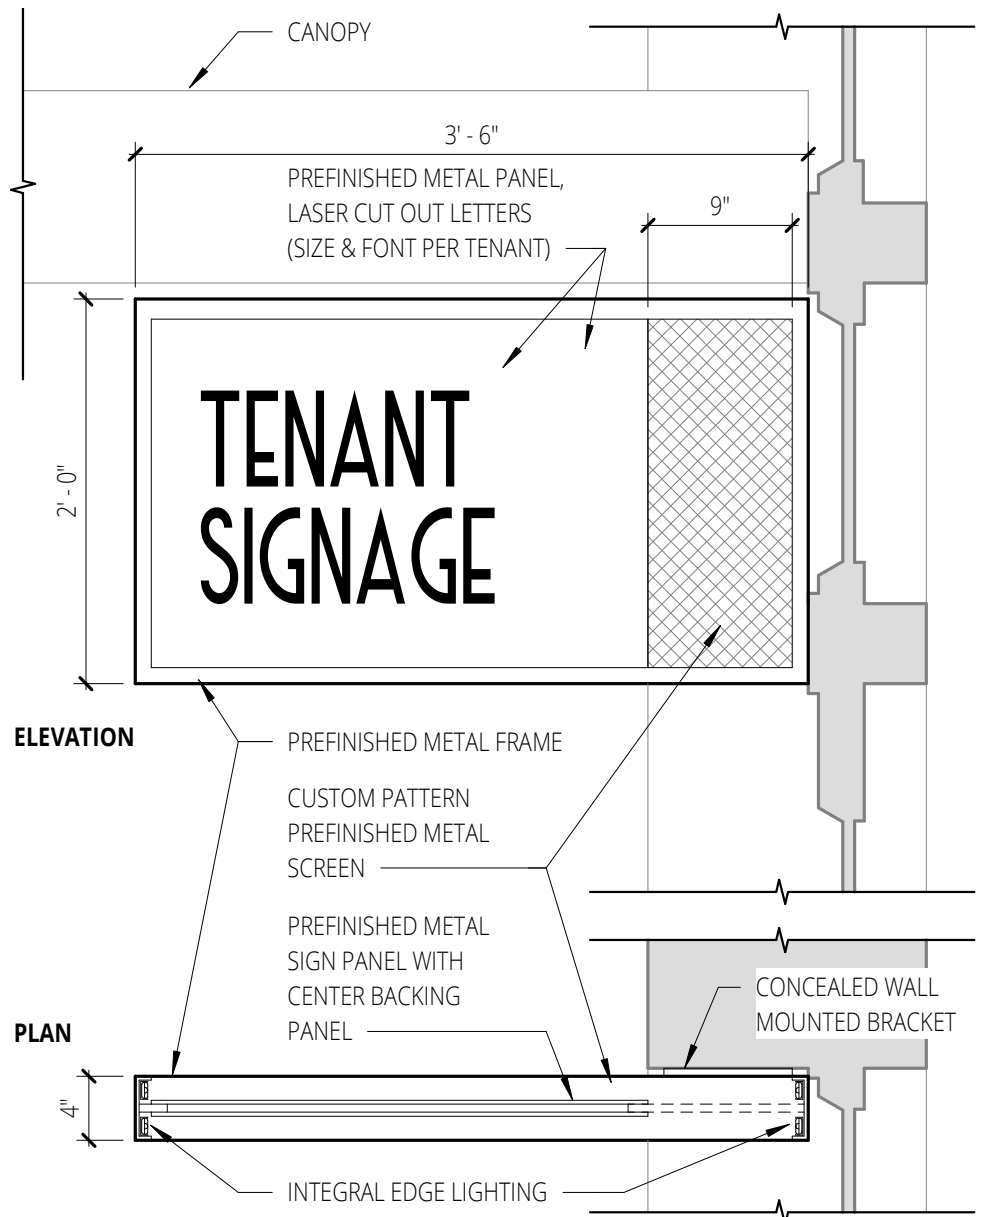 CANOPY
3' - 6"
PREFINISHED METAL PANEL,
LASER CUT OUT LETTERS
(SIZE & FONT PER TENANT)
9"
TENANT
SIGNAGE
2' - 0"
ELEVATION
PREFINISHED METAL FRAME
CUSTOM PATTERN
PREFINISHED METAL
SCREEN
PREFINISHED METAL
SIGN PANEL WITH
CENTER BACKING
PANEL
CONCEALED WALL
MOUNTED BRACKET
PLAN
4"
INTEGRAL EDGE LIGHTING